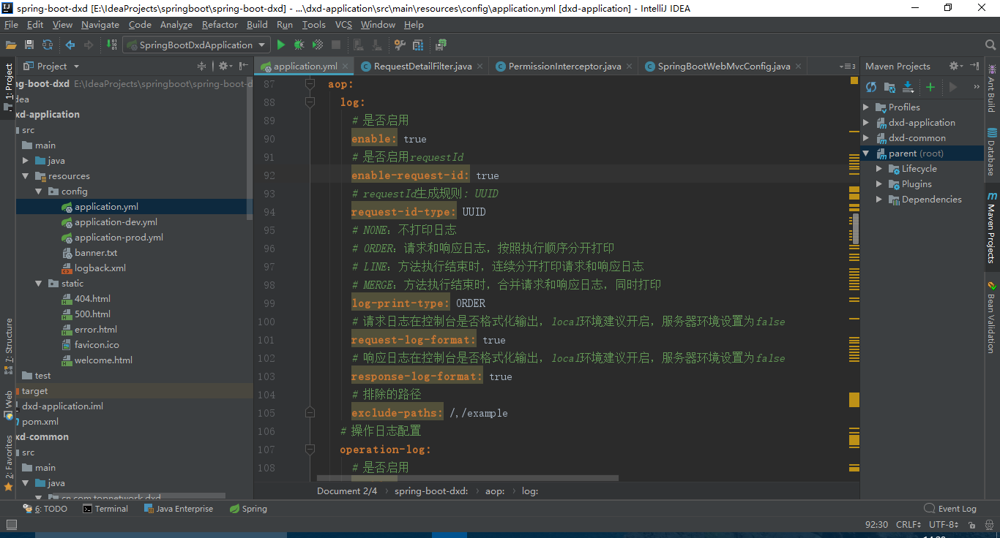 spring-boot-dxd [E:\IdeaProjects\springboot\spring-boot-dxd] - ...\dxd-application\src\main\resources\config\application.yml [dxd-application] - IntelliJ IDEA
File Edit View Navigate Code Analyze Refactor Build Run Tools VCS Window Help
SpringBootDxdApplication
Project
application.yml
RequestDetailFilter.java
PermissionInterceptor.java
SpringBootWebMvcConfig.java
Maven Projects
1: Project
7: Structure
Web
2: Favorites
ng-boot-dxd E:\IdeaProjects\springboot\spring-boot-d
dea
xd-application
src
main
java
resources
config
application.yml
application-dev.yml
application-prod.yml
banner.txt
logback.xml
static
404.html
500.html
error.html
favicon.ico
welcome.html
test
target
dxd-application.iml
pom.xml
xd-common
src
main
java
cn.com.topnetwork.dxd
87 aop:
88 log:
89 # 是否启用
90 enable: true
91 # 是否启用requestId
92 enable-request-id: true
93 # requestId生成规则: UUID
94 request-id-type: UUID
95 # NONE：不打印日志
96 # ORDER：请求和响应日志，按照执行顺序分开打印
97 # LINE：方法执行结束时，连续分开打印请求和响应日志
98 # MERGE：方法执行结束时，合并请求和响应日志，同时打印
99 log-print-type: ORDER
100 # 请求日志在控制台是否格式化输出，local环境建议开启，服务器环境设置为false
101 request-log-format: true
102 # 响应日志在控制台是否格式化输出，local环境建议开启，服务器环境设置为false
103 response-log-format: true
104 # 排除的路径
105 exclude-paths: /,/example
106 # 操作日志配置
107 operation-log:
108 # 是否启用
Document 2/4 spring-boot-dxd: aop: log:
Profiles
dxd-application
dxd-common
parent (root)
Lifecycle
Plugins
Dependencies
Ant Build
Database
Maven Projects
Bean Validation
6: TODO Terminal Java Enterprise Spring
Event Log
92:30 CRLF UTF-8